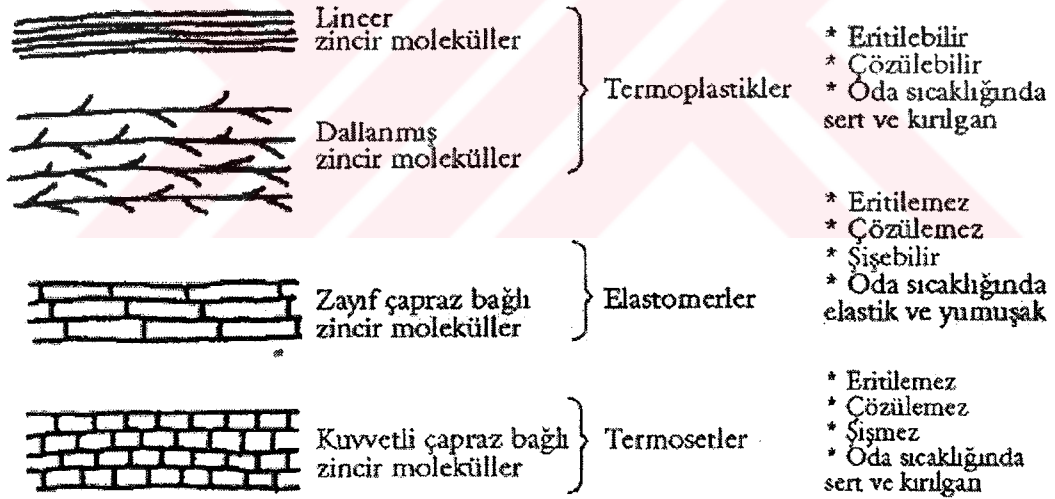 Lineer
zincir moleküller
Dallanmış
zincir moleküller
Termoplastikler
* Eritilebilir
* Çözülebilir
* Oda sıcaklığında
sert ve kırılgan
Zayıf çapraz bağlı
zincir moleküller
Elastomerler
* Eritilemez
* Çözülemez
* Şişebilir
* Oda sıcaklığında
elastik ve yumuşak
Kuvvetli çapraz bağlı
zincir moleküller
Termosetler
* Eritilemez
* Çözülemez
* Şişmez
* Oda sıcaklığında
sert ve kırılgan